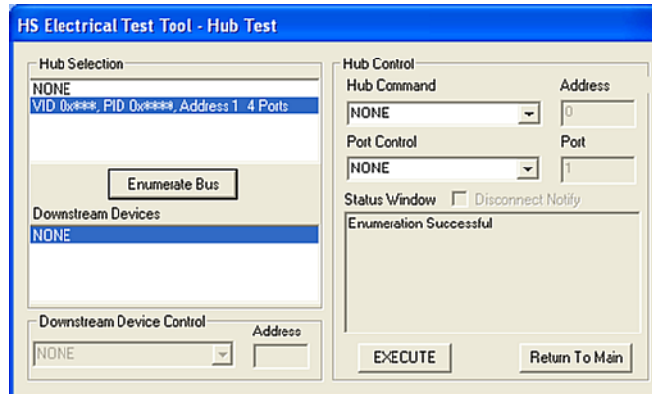 HS Electrical Test Tool - Hub Test
Hub Selection
NONE
VID 0x***, PID 0x****, Address 1 4 Ports
Enumerate Bus
Downstream Devices
NONE
Downstream Device Control
Address
NONE
Hub Control
Hub Command
Address
NONE
0
Port Control
Port
NONE
1
Status Window
Disconnect Notify
Enumeration Successful
EXECUTE
Return To Main